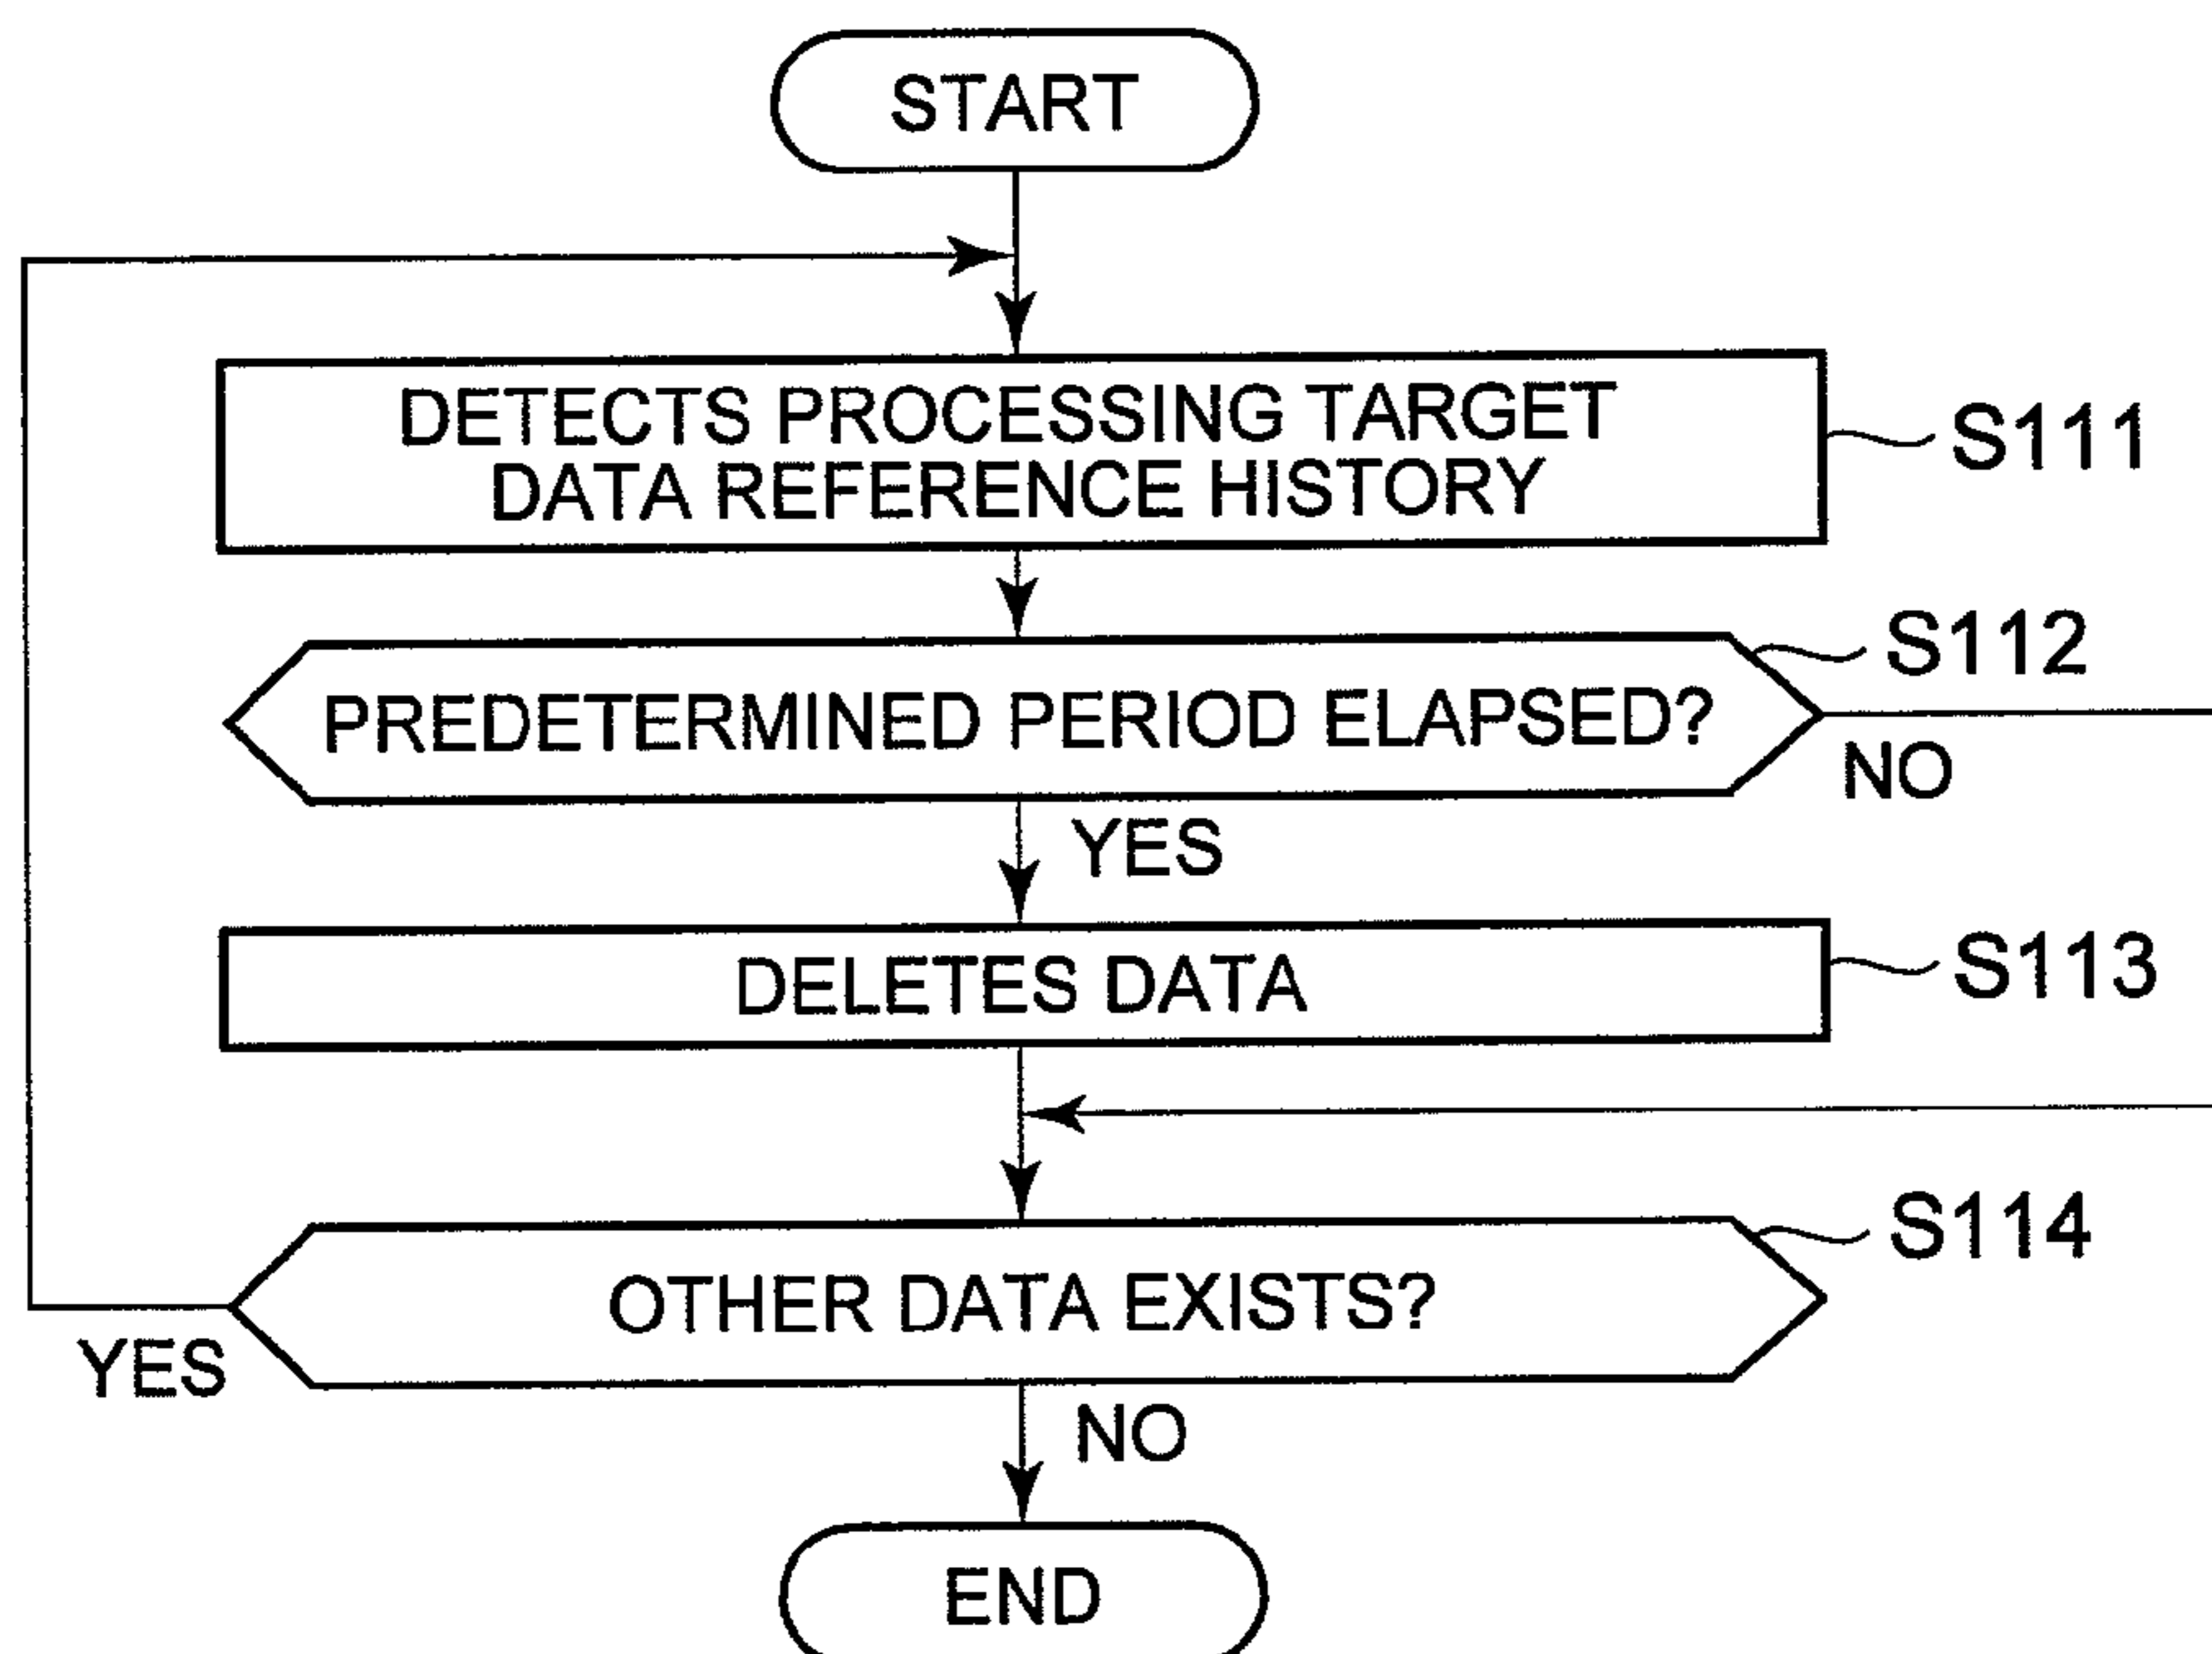 START
DETECTS PROCESSING TARGET
DATA REFERENCE HISTORY
S111
S112
PREDETERMINED PERIOD ELAPSED?
NO
YES
DELETES DATA
S113
S114
OTHER DATA EXISTS?
YES
NO
END